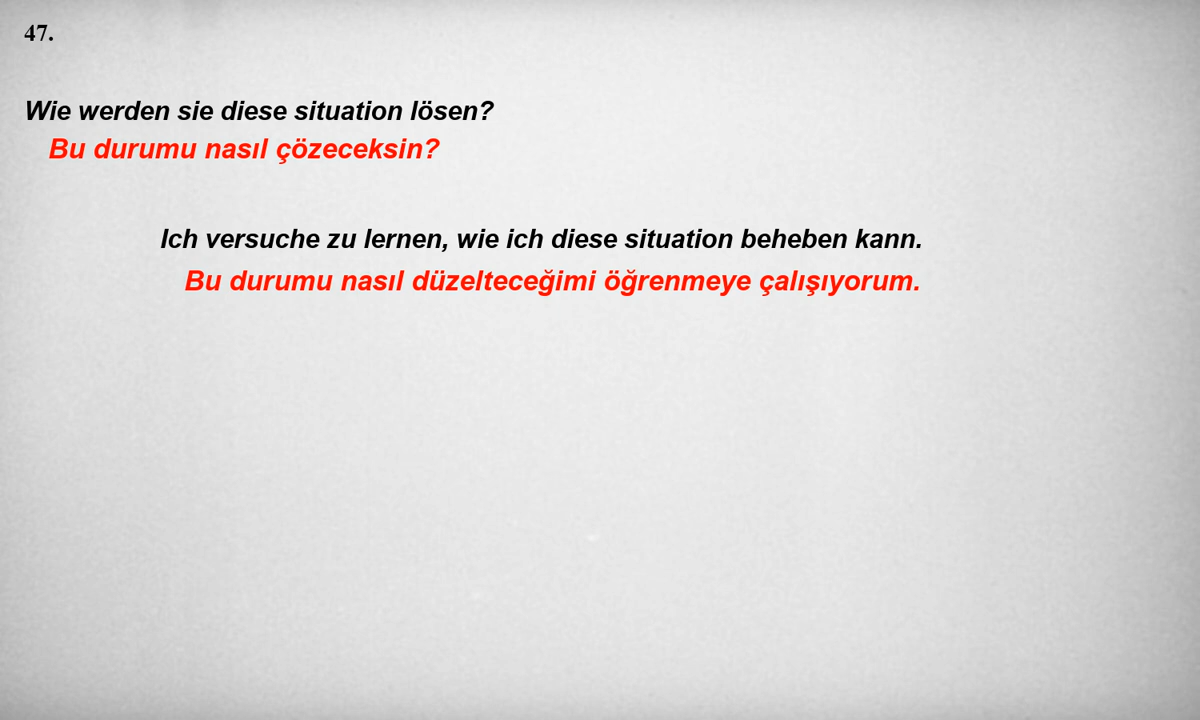 47.
Wie werden sie diese situation lösen?
Bu durumu nasıl çözeceksin?
Ich versuche zu lernen, wie ich diese situation beheben kann.
Bu durumu nasıl düzelteceğimi öğrenmeye çalışıyorum.